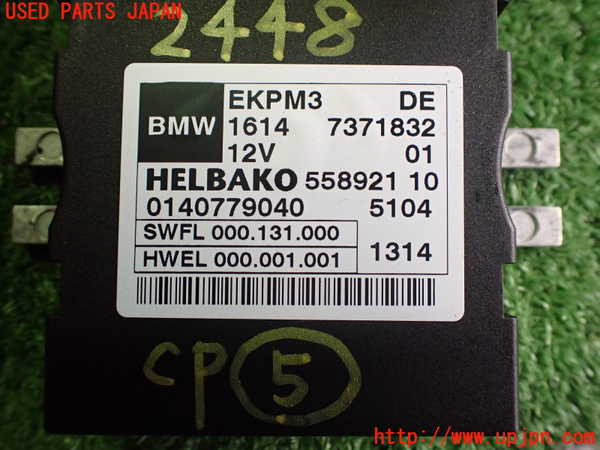 USED PARTS JAPAN
2448
BMW
EKPM3 DE
1614 7371832
12V 01
HELBAKO 558921 10
0140779040 5104
SWFL 000.131.000
HWEL 000.001.001
1314
CP 5
UPJ
http://www.upjpn.com